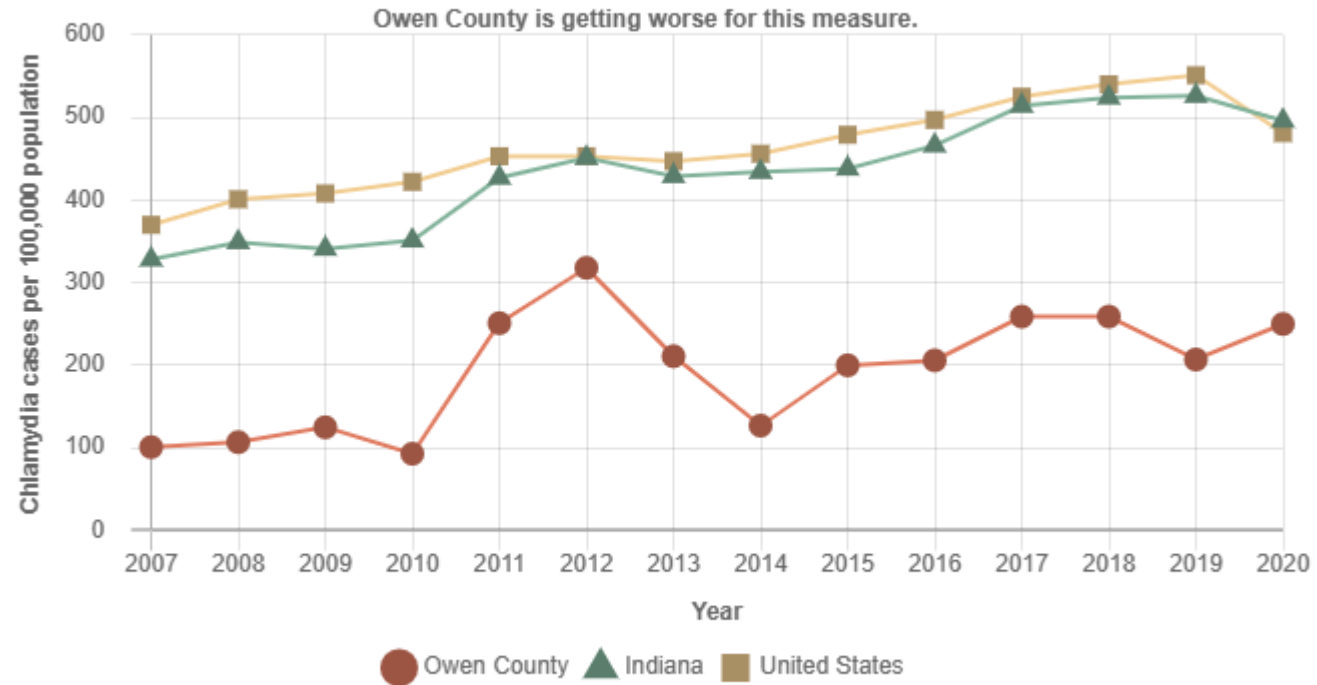 Owen County is getting worse for this measure.
Chlamydia cases per 100,000 population
600
500
400
300
200
100
0
2007 2008 2009 2010 2011 2012 2013 2014 2015 2016 2017 2018 2019 2020
Year
Owen County Indiana United States